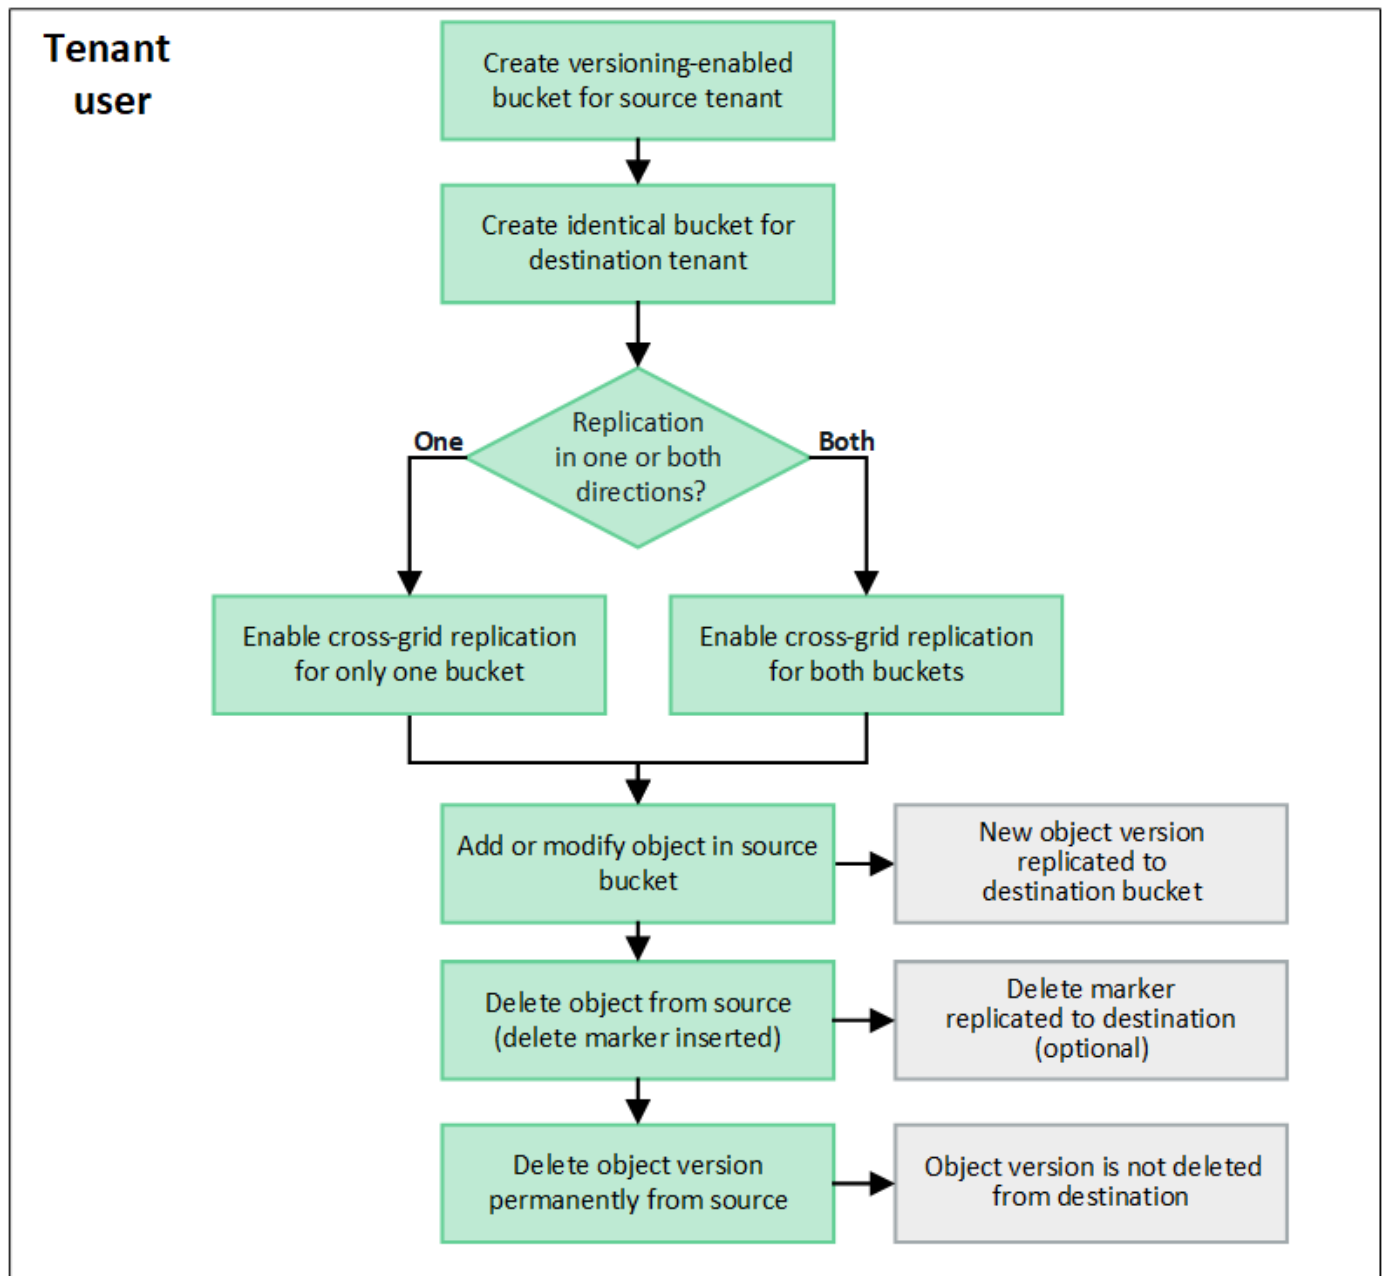 Tenant
user
Create versioning-enabled
bucket for source tenant
Create identical bucket for
destination tenant
Replication
in one or both
directions?
One
Both
Enable cross-grid replication
for only one bucket
Enable cross-grid replication
for both buckets
Add or modify object in source
bucket
New object version
replicated to
destination bucket
Delete object from source
(delete marker inserted)
Delete marker
replicated to destination
(optional)
Delete object version
permanently from source
Object version is not deleted
from destination